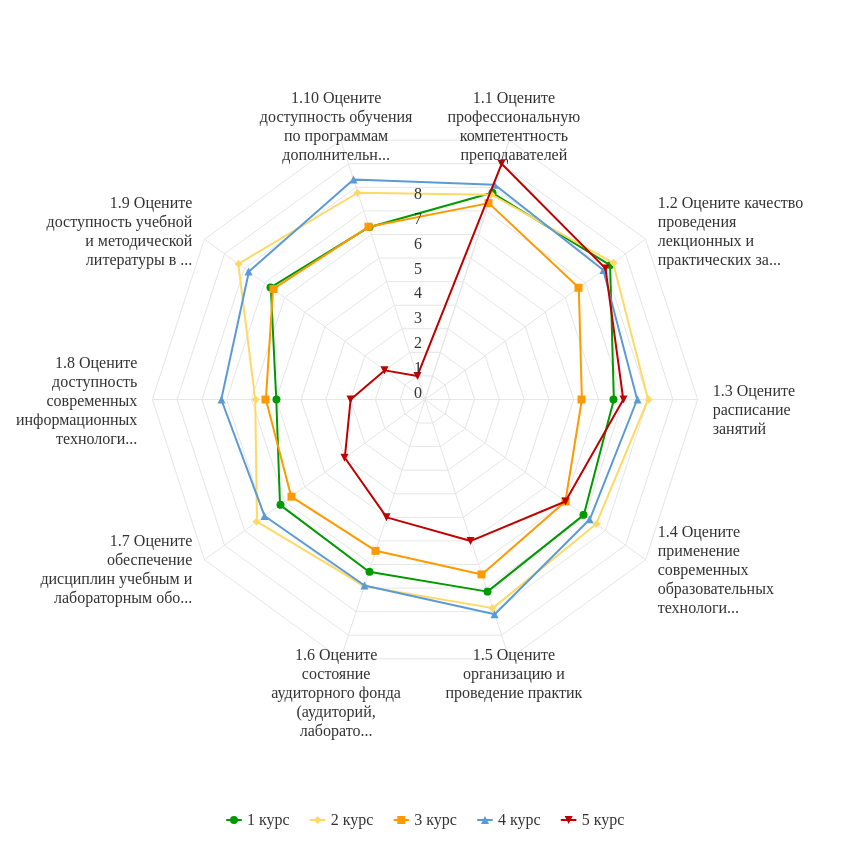 1.10 Оцените
доступность обучения
по программам
дополнительн...
1.1 Оцените
профессиональную
компетентность
преподавателей
1.9 Оцените
доступность учебной
и методической
литературы в ...
1.2 Оцените качество
проведения
лекционных и
практических за...
8
7
6
5
4
3
2
1
0
1.8 Оцените
доступность
современных
информационных
технологи...
1.3 Оцените
расписание
занятий
1.7 Оцените
обеспечение
дисциплин учебным и
лабораторным обо...
1.4 Оцените
применение
современных
образовательных
технологи...
1.6 Оцените
состояние
аудиторного фонда
(аудиторий,
лаборато...
1.5 Оцените
организацию и
проведение практик
1 курс 2 курс 3 курс 4 курс 5 курс